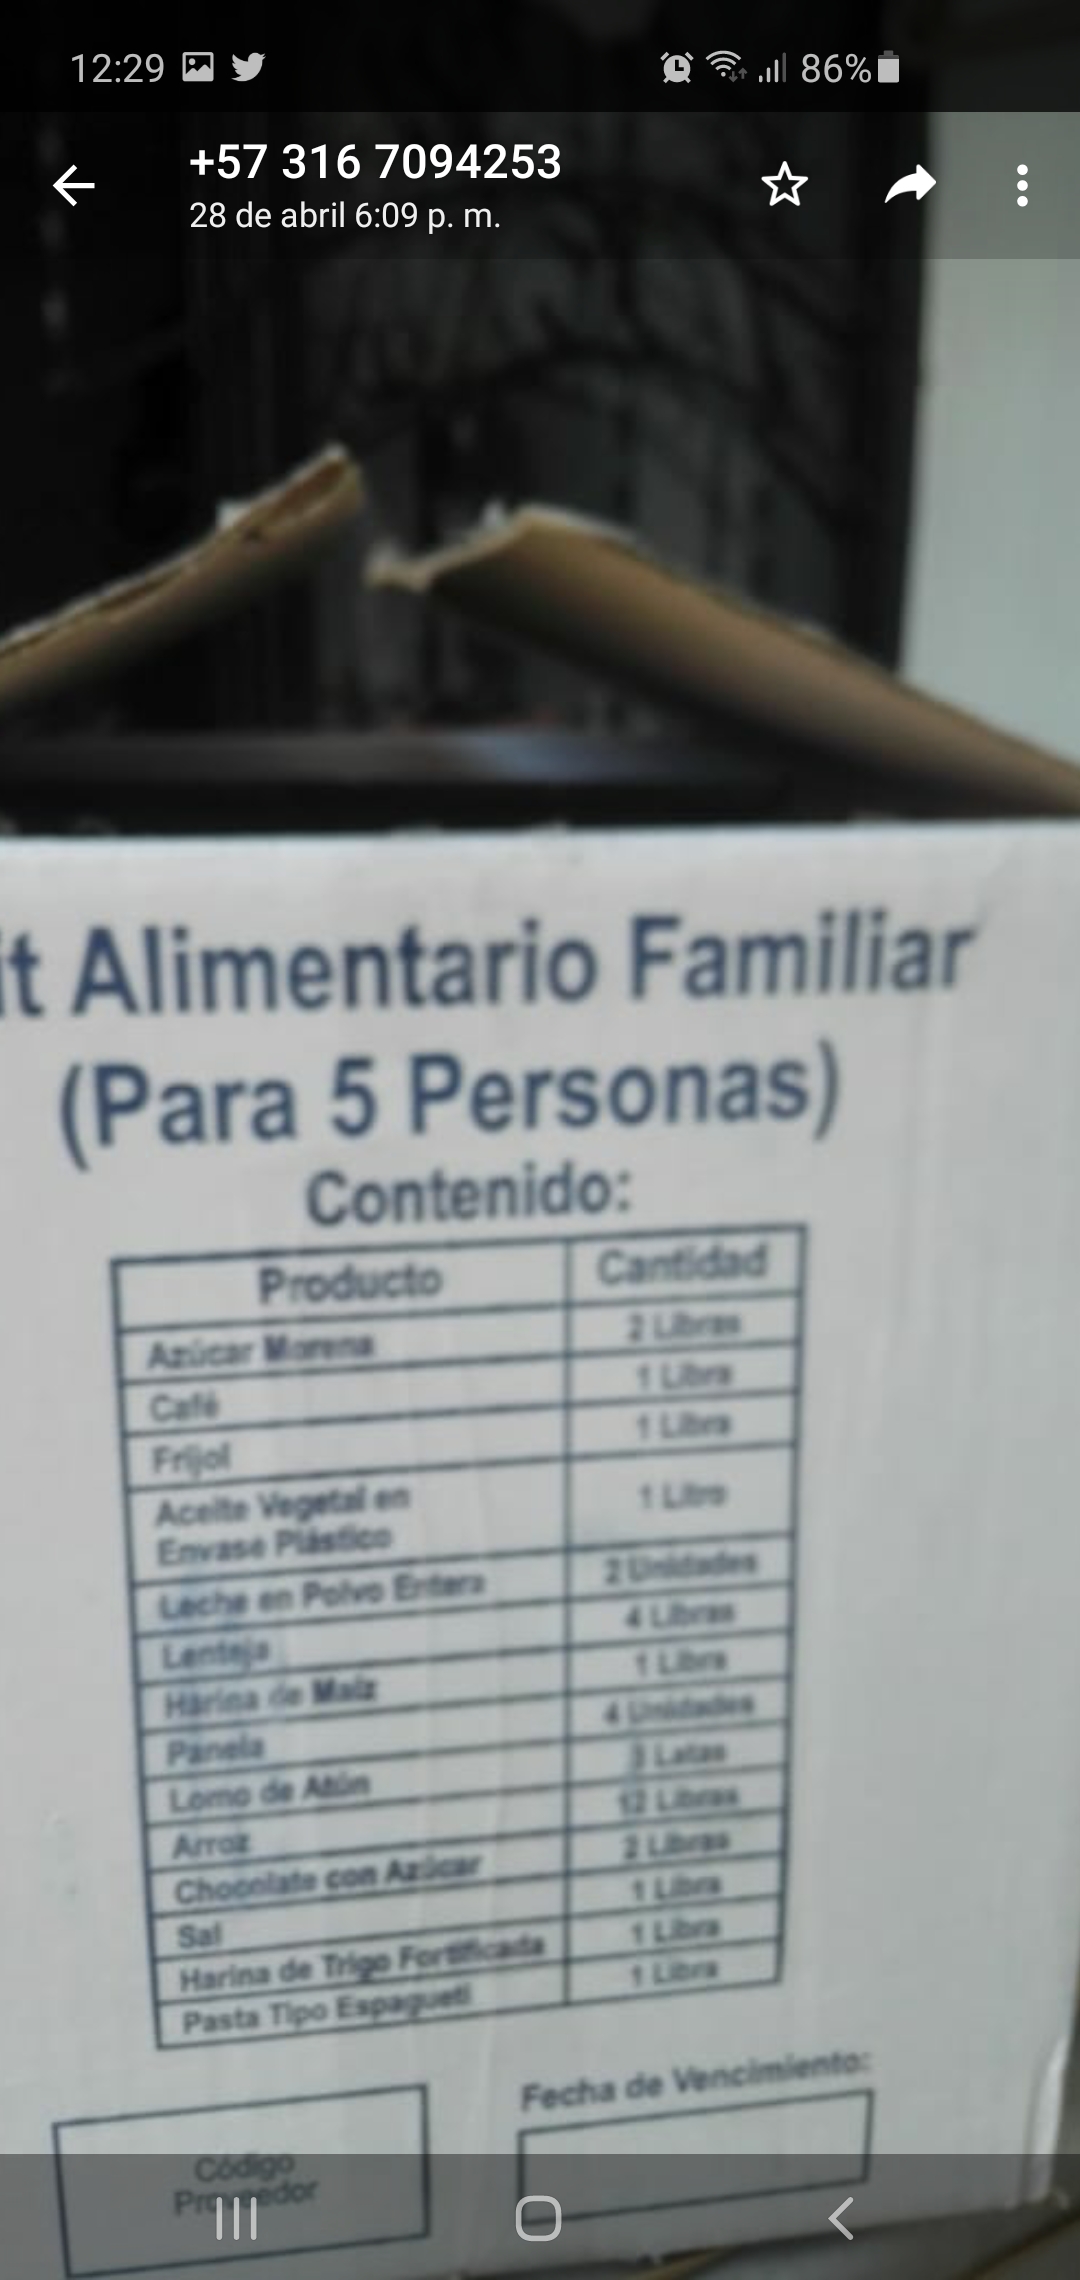 12:29 86%
+57 316 7094253
28 de abril 6:09 p. m.
it Alimentario Familiar
(Para 5 Personas)
Contenido:
Producto Cantidad
Azúcar Morena 2 Libras
Café 1 Libra
Frijol 1 Libra
Aceite Vegetal en
Envase Plástico 1 Litro
Leche en Polvo Entera 2 Unidades
Lenteja 4 Libras
Harina de Maíz 1 Libra
Panela 4 Unidades
Lomo de Atún 3 Latas
Arroz 12 Libras
Chocolate con Azúcar 2 Libras
Sal 1 Libra
Harina de Trigo Fortificada 1 Libra
Pasta Tipo Espagueti 1 Libra
Fecha de Vencimiento:
Código
Proveedor